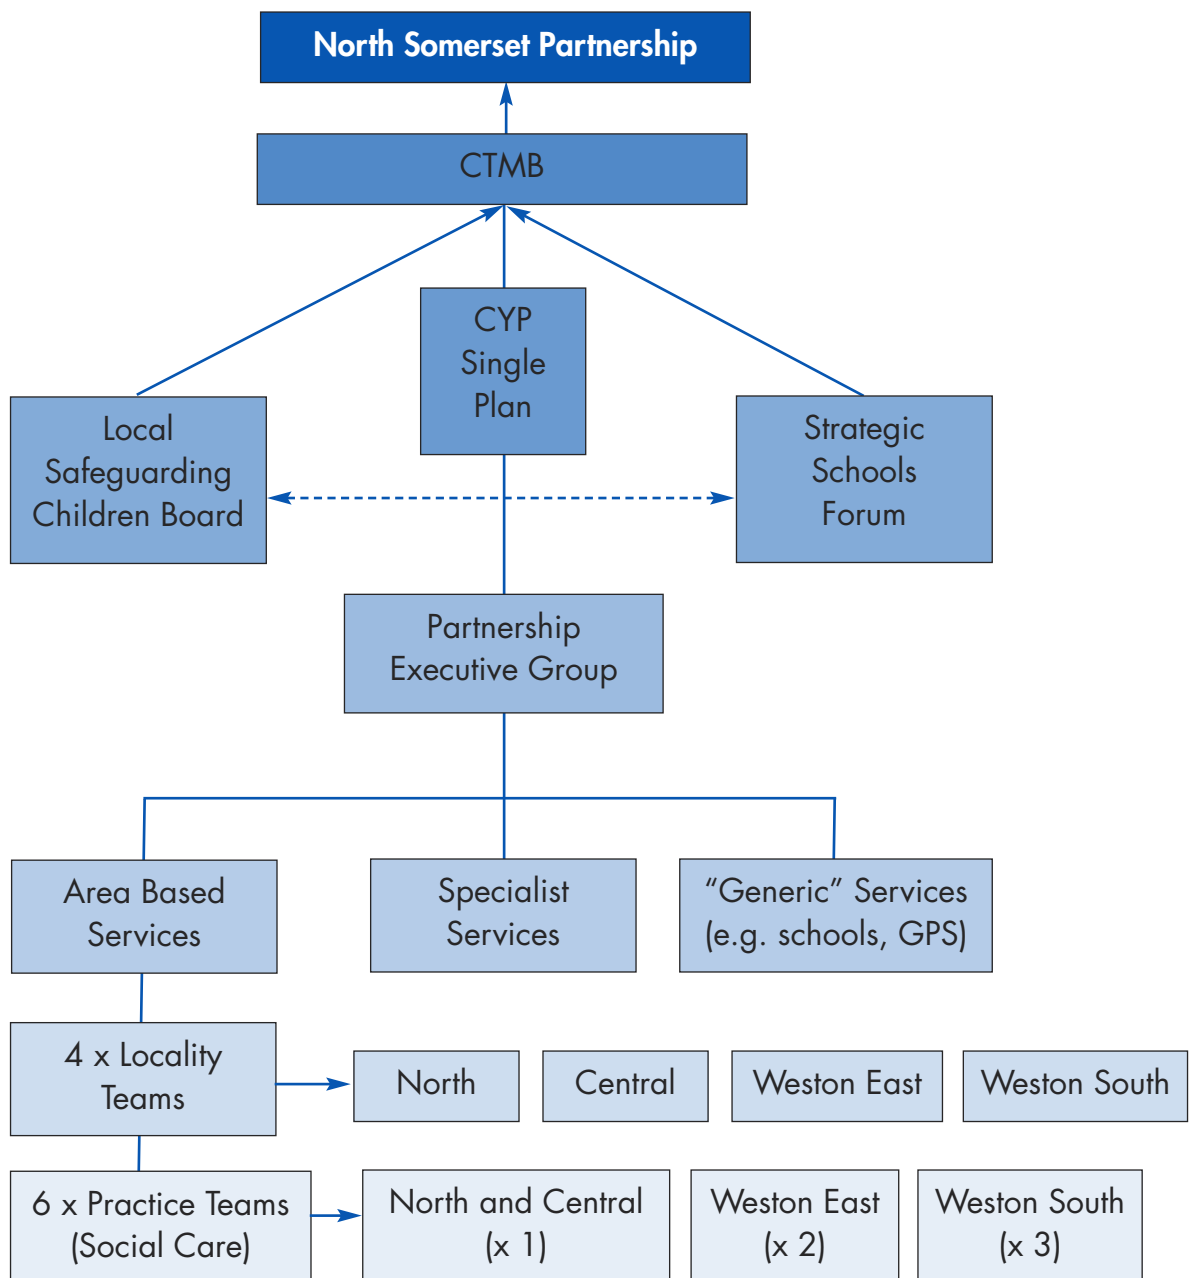 North Somerset Partnership
CTMB
CYP
Single
Plan
Local
Safeguarding
Children Board
Strategic
Schools
Forum
Partnership
Executive Group
Area Based
Services
Specialist
Services
“Generic” Services
(e.g. schools, GPS)
4 x Locality
Teams
North
Central
Weston East
Weston South
6 x Practice Teams
(Social Care)
North and Central
(x 1)
Weston East
(x 2)
Weston South
(x 3)